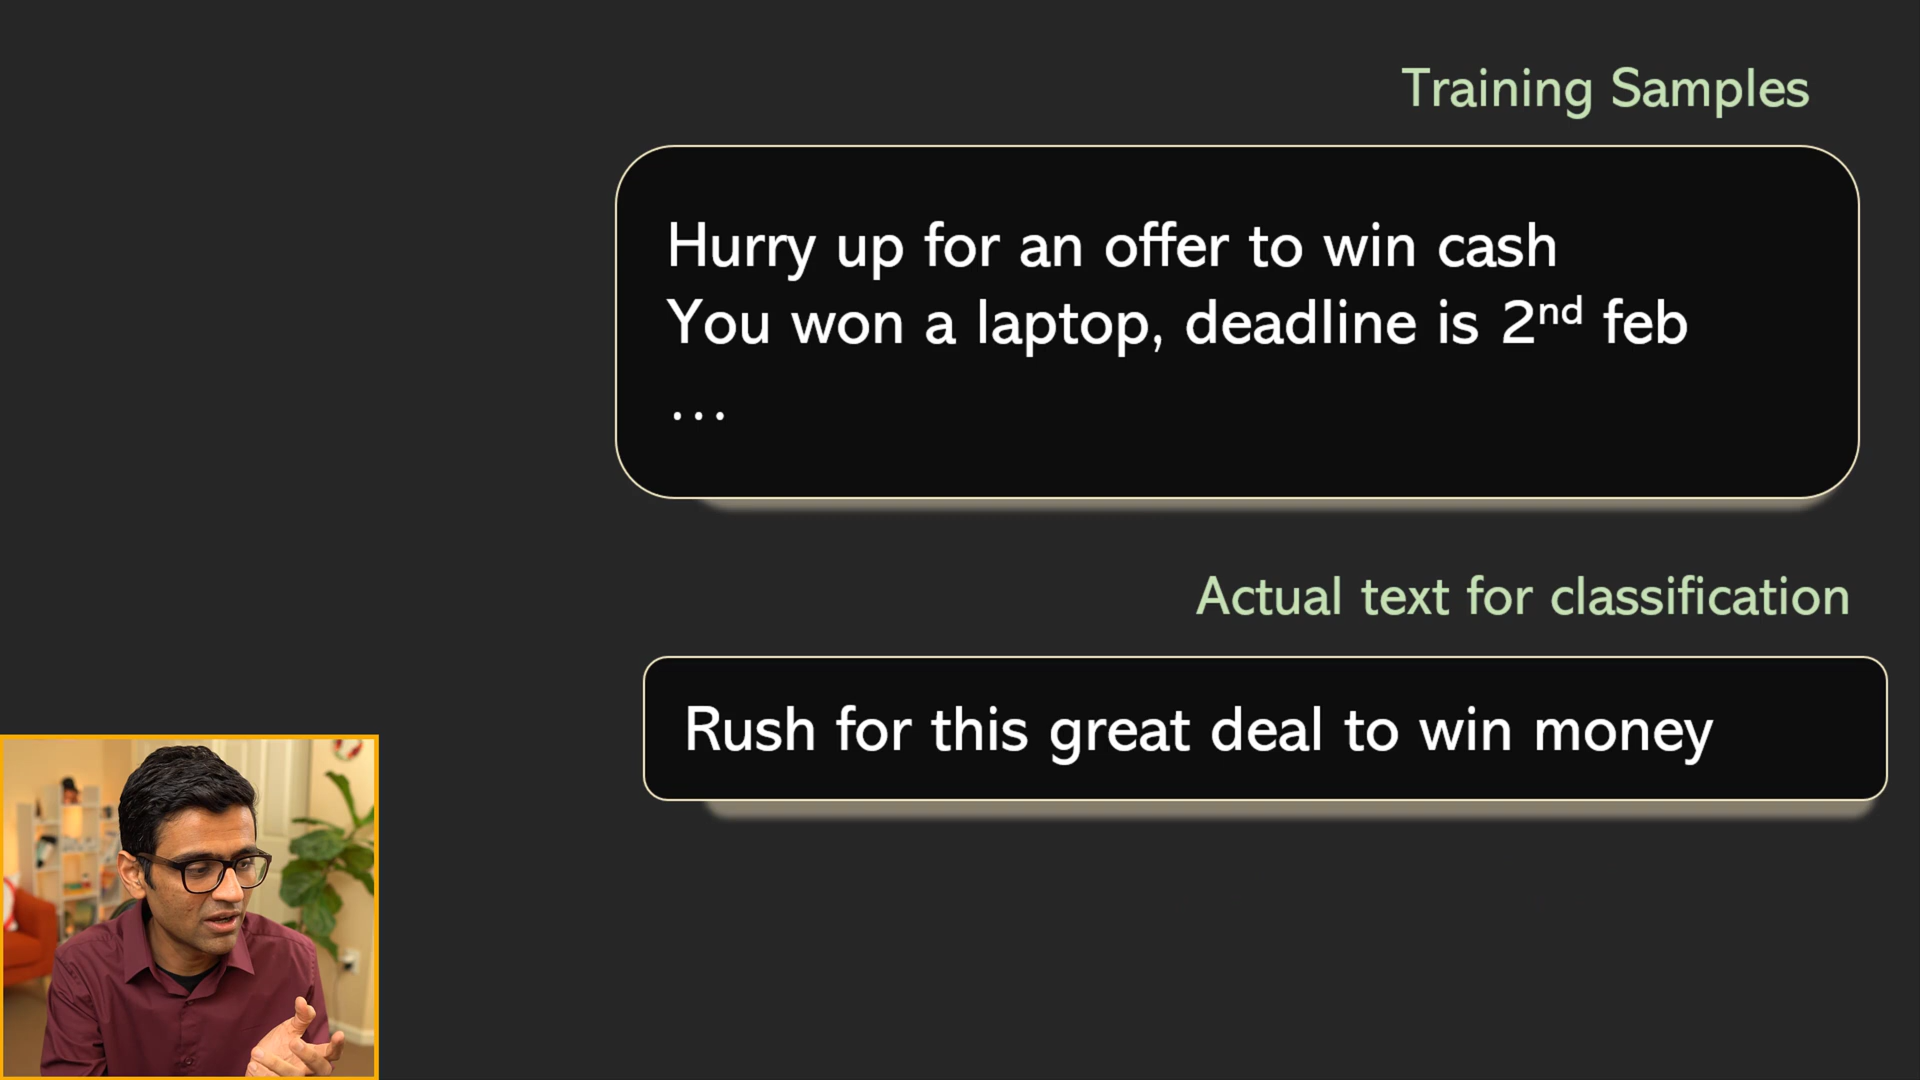 Training Samples
Hurry up for an offer to win cash
You won a laptop, deadline is 2nd feb
...
Actual text for classification
Rush for this great deal to win money